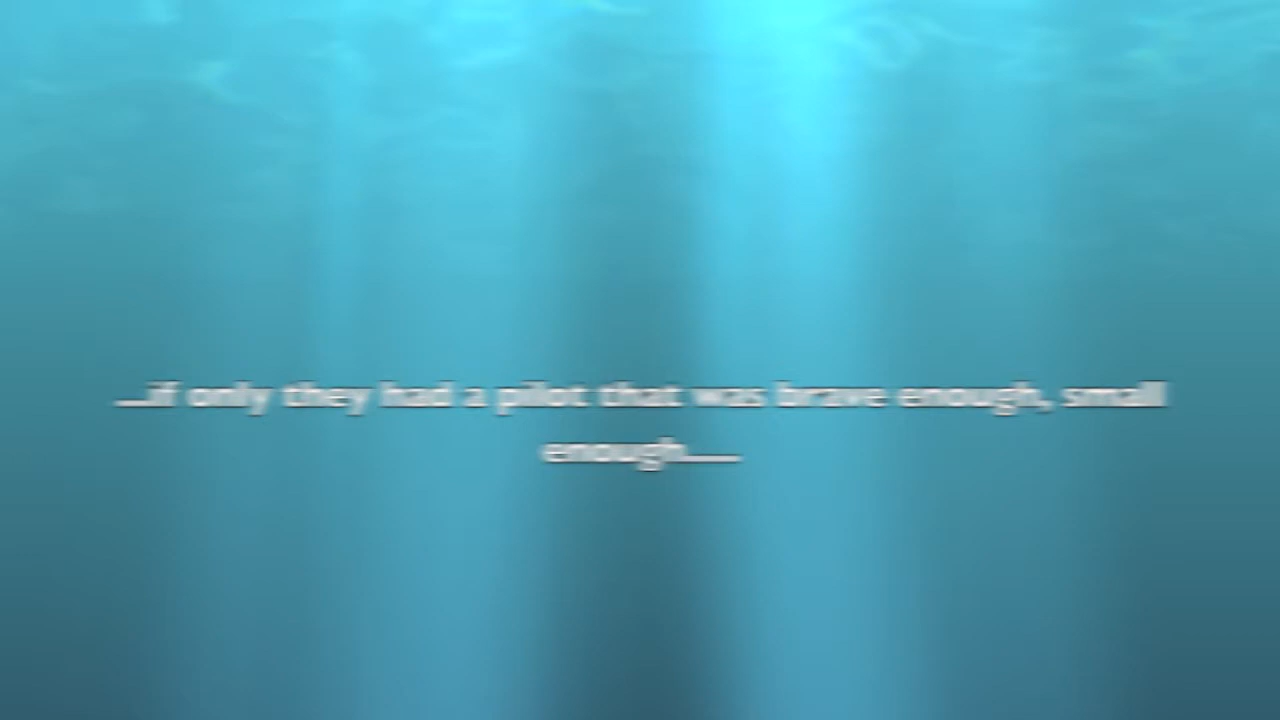 ...if only they had a pilot that was brave enough, small
enough.....